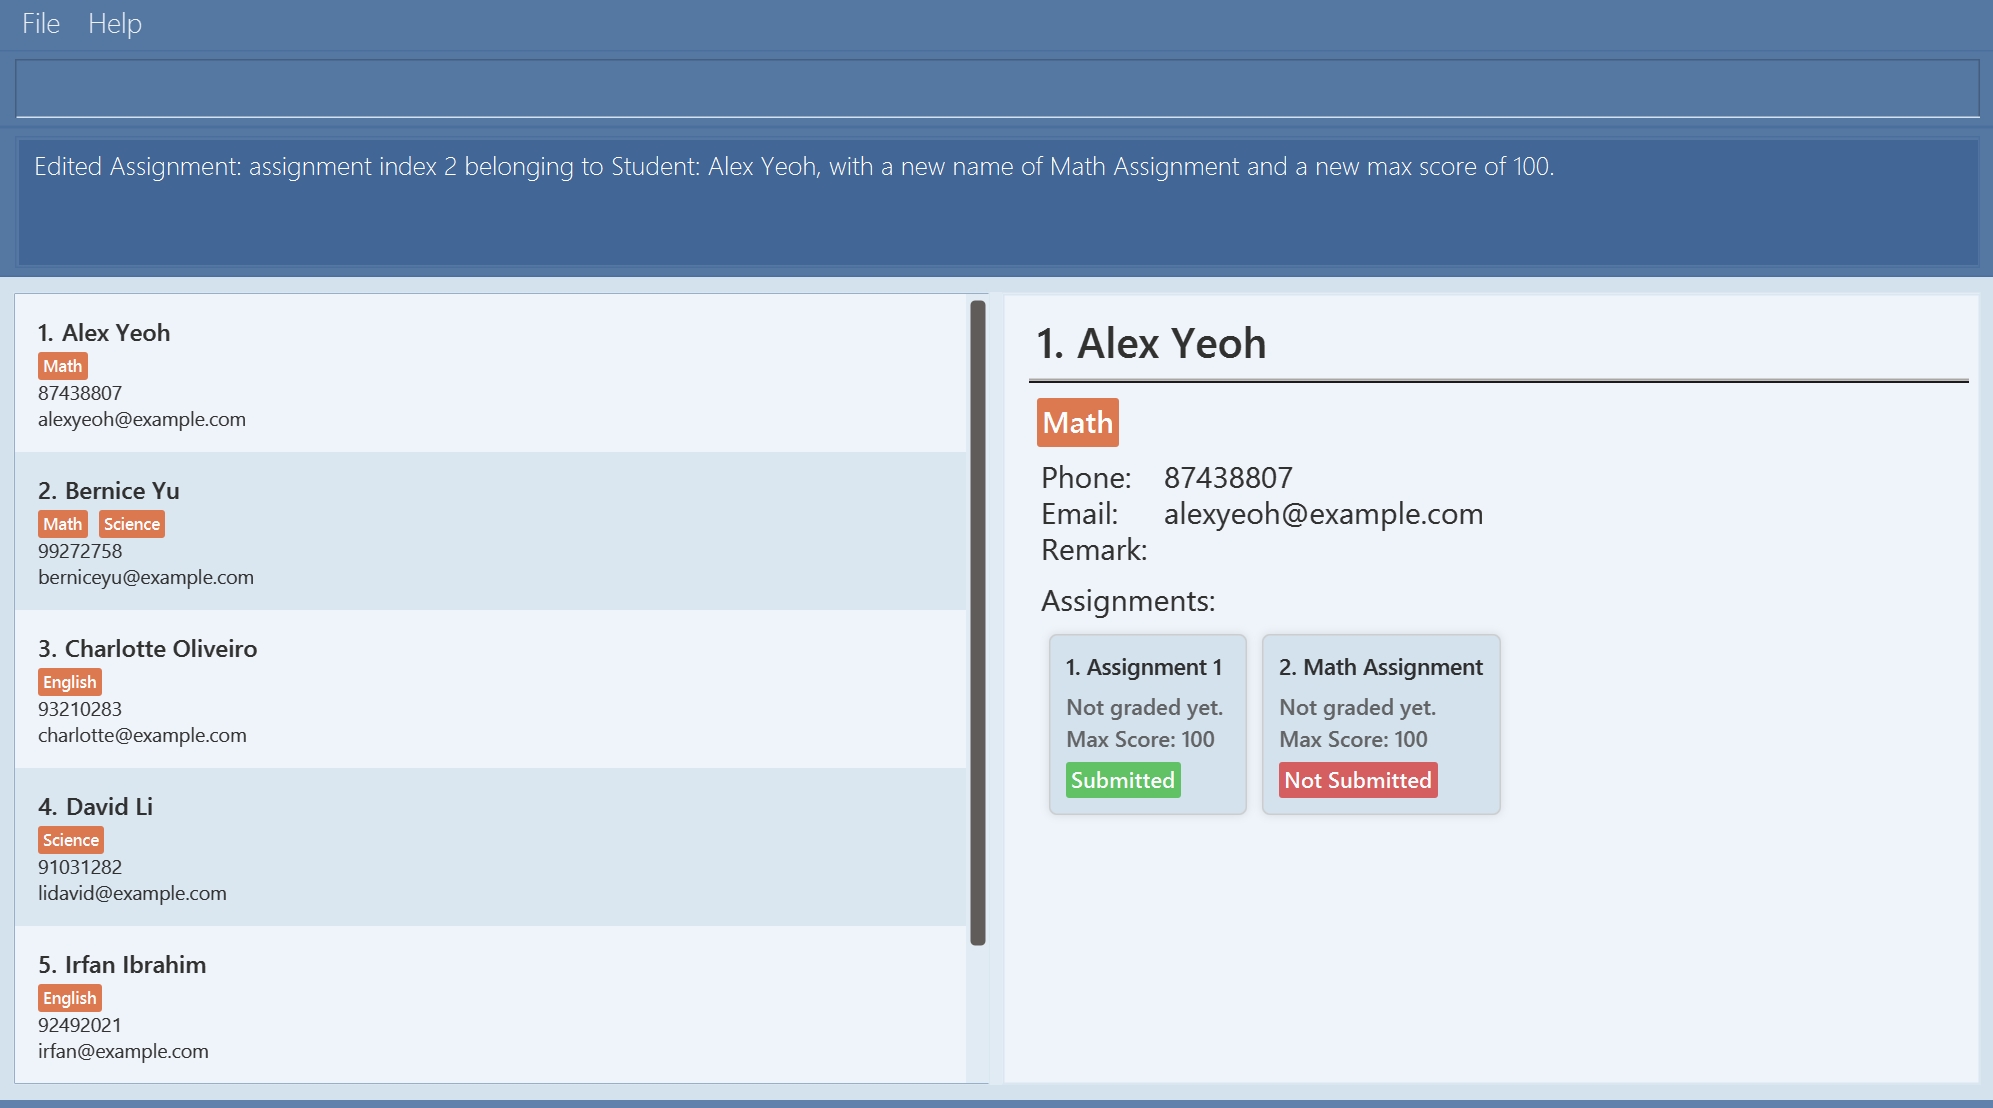 File Help
Edited Assignment: assignment index 2 belonging to Student: Alex Yeoh, with a new name of Math Assignment and a new max score of 100.
1. Alex Yeoh
Math
87438807
alexyeoh@example.com
2. Bernice Yu
Math Science
99272758
berniceyu@example.com
3. Charlotte Oliveiro
English
93210283
charlotte@example.com
4. David Li
Science
91031282
lidavid@example.com
5. Irfan Ibrahim
English
92492021
irfan@example.com
1. Alex Yeoh
Math
Phone: 87438807
Email: alexyeoh@example.com
Remark:
Assignments:
1. Assignment 1
Not graded yet.
Max Score: 100
Submitted
2. Math Assignment
Not graded yet.
Max Score: 100
Not Submitted